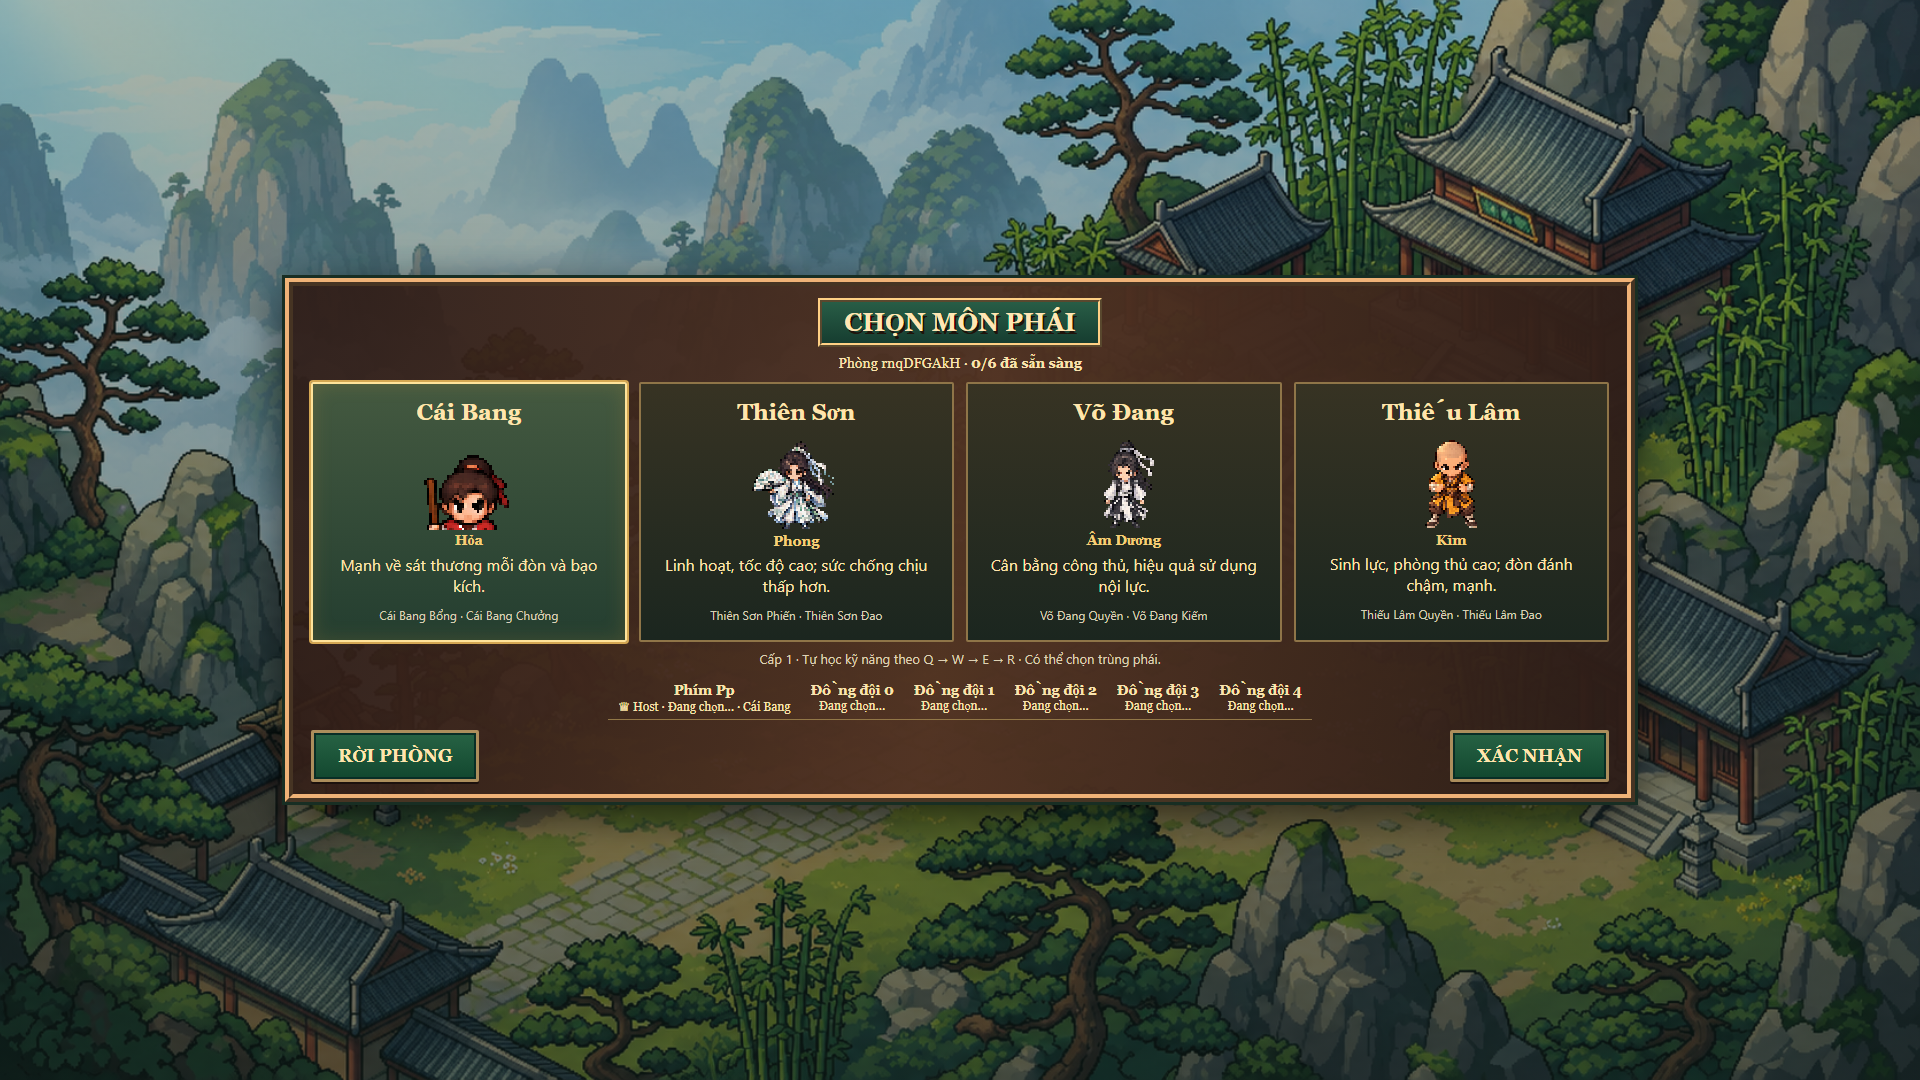 CHỌN MÔN PHÁI
Phòng rnqDFGAkH · 0/6 đã sẵn sàng
Cái Bang
Hỏa
Mạnh về sát thương mỗi đòn và bạo
kích.
Cái Bang Bổng · Cái Bang Chưởng
Thiên Sơn
Phong
Linh hoạt, tốc độ cao; sức chống chịu
thấp hơn.
Thiên Sơn Phiến · Thiên Sơn Đao
Võ Đang
Âm Dương
Cân bằng công thủ, hiệu quả sử dụng
nội lực.
Võ Đang Quyền · Võ Đang Kiếm
Thiếu Lâm
Kim
Sinh lực, phòng thủ cao; đòn đánh
chậm, mạnh.
Thiếu Lâm Quyền · Thiếu Lâm Đao
Cấp 1 · Tự học kỹ năng theo Q → W → E → R · Có thể chọn trùng phái.
Phím Pp
♛ Host · Đang chọn... · Cái Bang
Đồng đội 0
Đang chọn...
Đồng đội 1
Đang chọn...
Đồng đội 2
Đang chọn...
Đồng đội 3
Đang chọn...
Đồng đội 4
Đang chọn...
RỜI PHÒNG
XÁC NHẬN